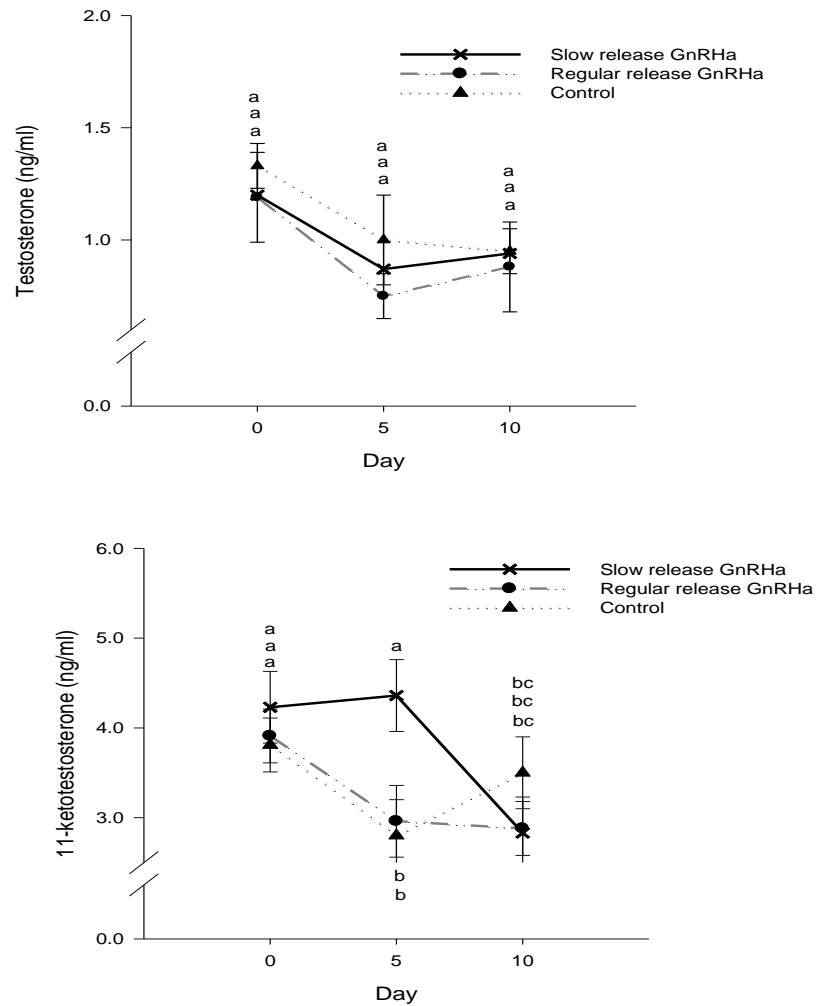 2.0
Slow release GnRHa
Regular release GnRHa
Control
a
a
a
1.5
a
a
a
a
a
a
Testosterone (ng/ml)
1.0
0.0
0 5 10
Day
6.0
Slow release GnRHa
Regular release GnRHa
Control
a
a
a
5.0
a
bc
bc
bc
11-ketotestosterone (ng/ml)
4.0
3.0
b
b
0.0
0 5 10
Day